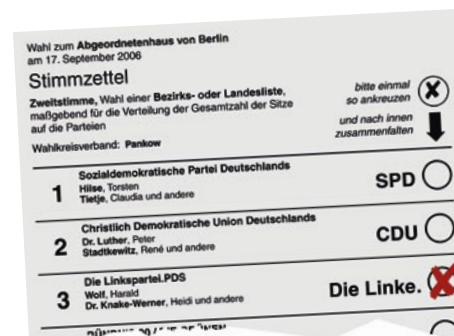 Wahl zum Abgeordnetenhaus von Berlin
am 17. September 2006
Stimmzettel
Zweitstimme, Wahl einer Bezirks- oder Landesliste,
maßgebend für die Verteilung der Gesamtzahl der Sitze
auf die Parteien
Wahlkreisverband: Pankow
bitte einmal
so ankreuzen
und nach innen
zusammenfalten
1
Sozialdemokratische Partei Deutschlands
Hilse, Torsten
Tietje, Claudia und andere
SPD
2
Christlich Demokratische Union Deutschlands
Dr. Luther, Peter
Stadtkewitz, René und andere
CDU
3
Die Linkspartei.PDS
Wolf, Harald
Dr. Knake-Werner, Heidi und andere
Die Linke.